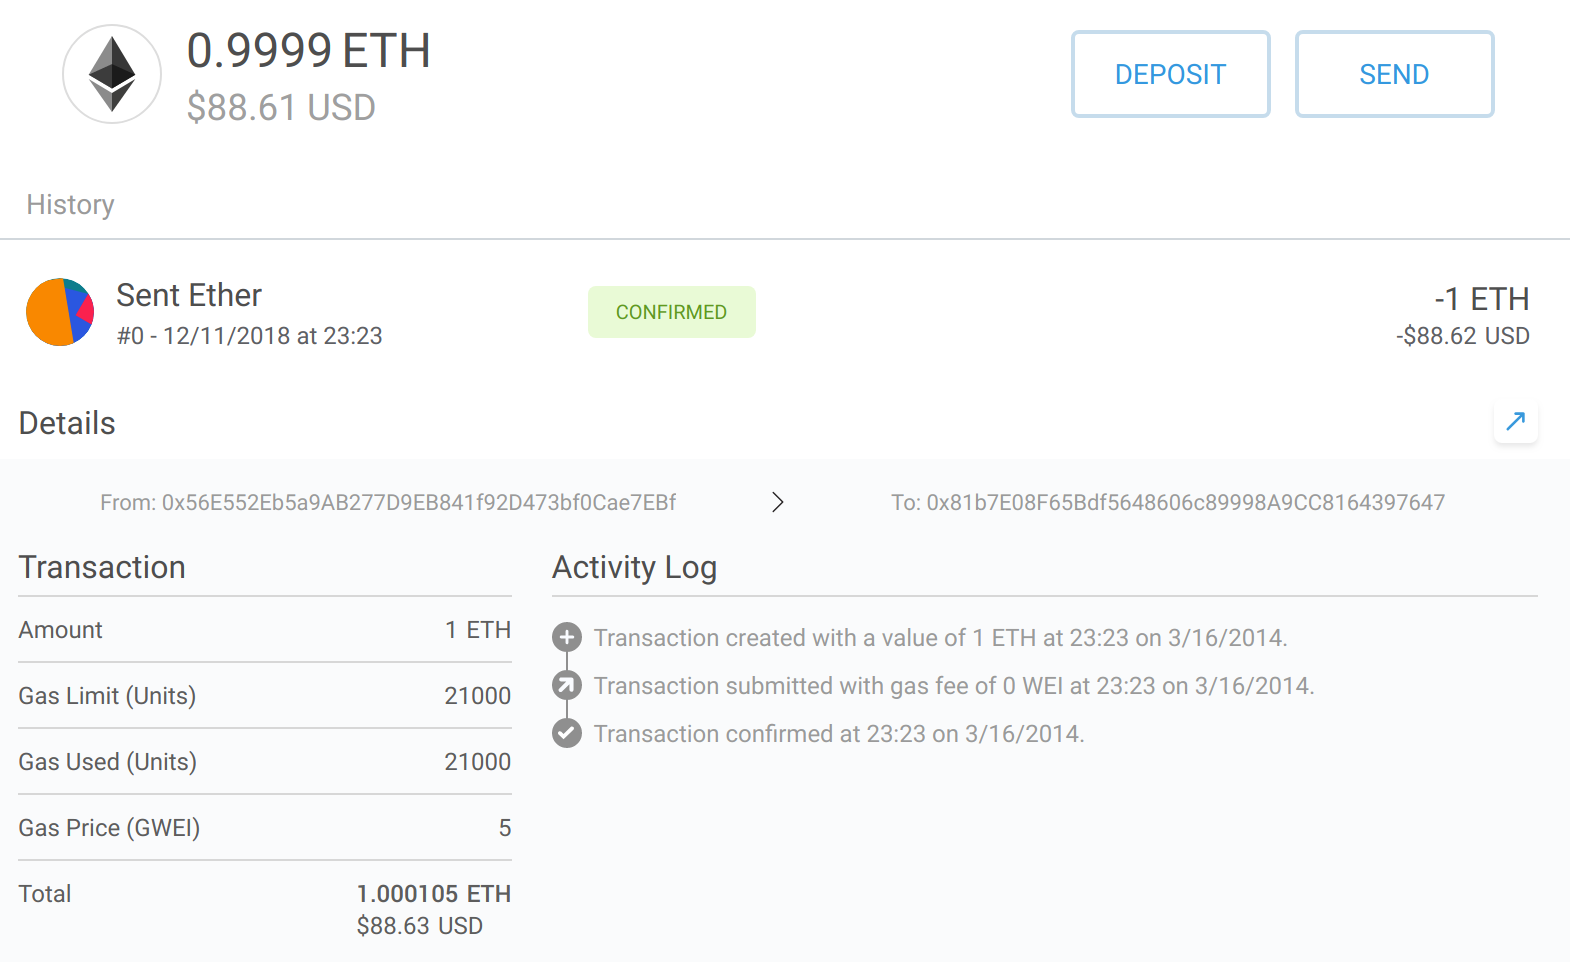 0.9999 ETH
$88.61 USD
DEPOSIT
SEND
History
Sent Ether
#0 - 12/11/2018 at 23:23
CONFIRMED
-1 ETH
-$88.62 USD
Details
From: 0x56E552Eb5a9AB277D9EB841f92D473bf0Cae7EBf
To: 0x81b7E08F65Bdf5648606c89998A9CC8164397647
Transaction
Amount 1 ETH
Gas Limit (Units) 21000
Gas Used (Units) 21000
Gas Price (GWEI) 5
Total 1.000105 ETH
$88.63 USD
Activity Log
Transaction created with a value of 1 ETH at 23:23 on 3/16/2014.
Transaction submitted with gas fee of 0 WEI at 23:23 on 3/16/2014.
Transaction confirmed at 23:23 on 3/16/2014.